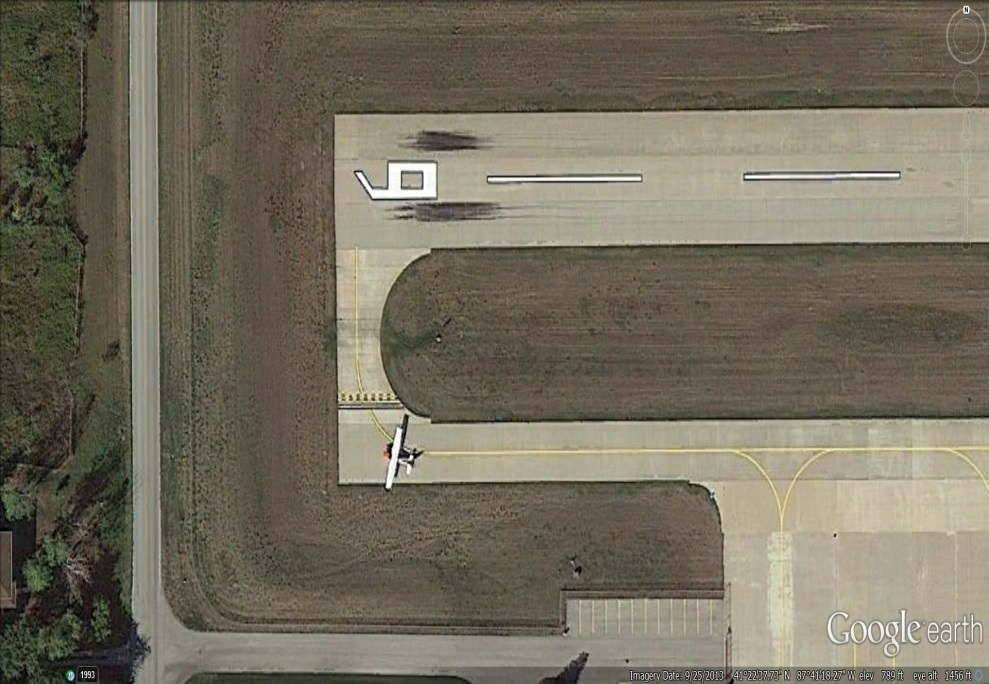 N
9
Google earth
1993
Imagery Date: 9/25/2013 41°22'37.73" N 87°41'18.27" W elev 789 ft eye alt 1456 ft